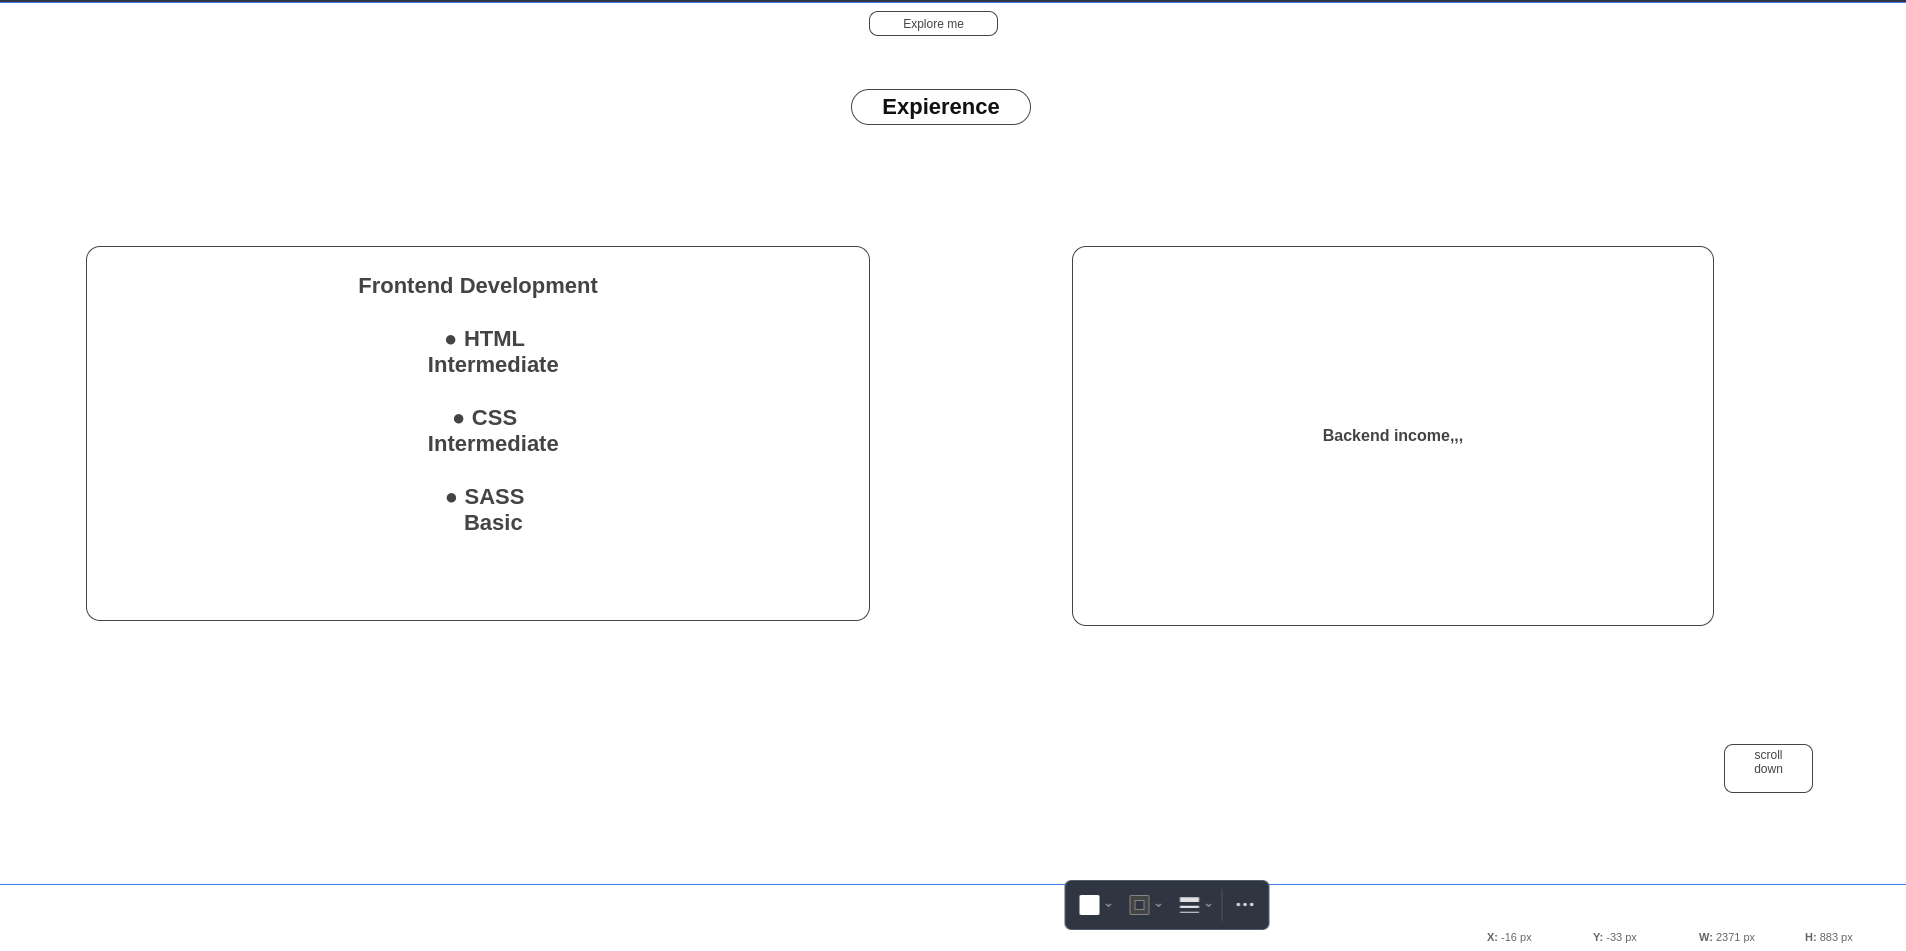 Explore me
Expierence
Frontend Development
● HTML
Intermediate
● CSS
Intermediate
● SASS
Basic
Backend income,,,
scroll
down
X: -16 px Y: -33 px W: 2371 px H: 883 px